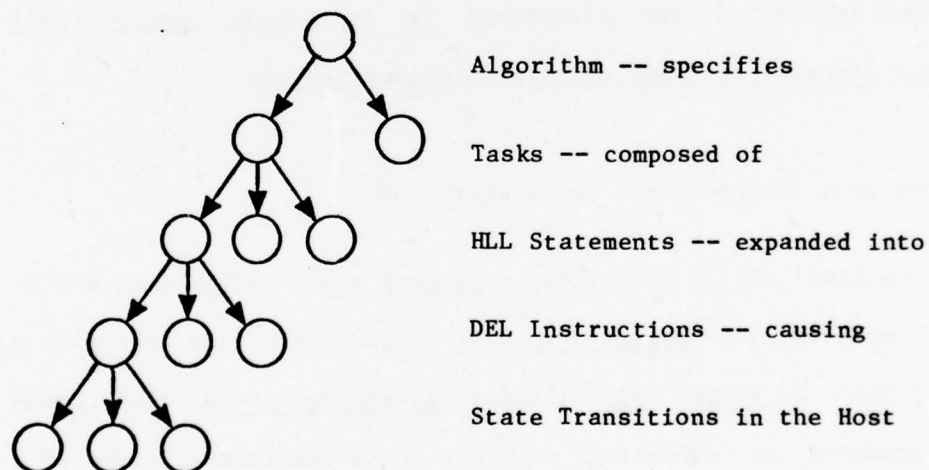 Algorithm -- specifies
Tasks -- composed of
HLL Statements -- expanded into
DEL Instructions -- causing
State Transitions in the Host